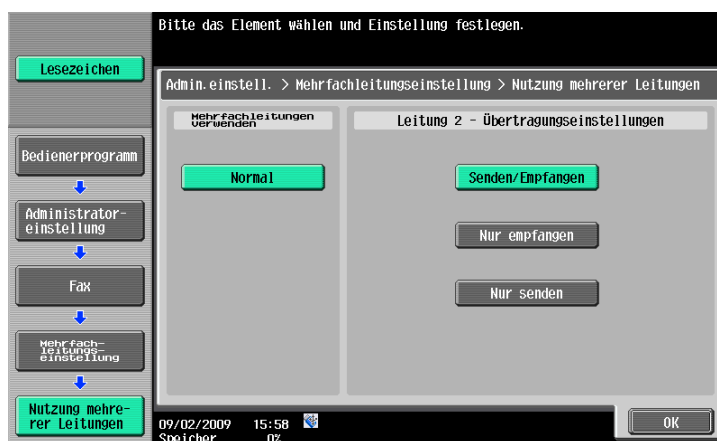 Bitte das Element wählen und Einstellung festlegen.
Lesezeichen
Admin.einstell. > Mehrfachleitungseinstellung > Nutzung mehrerer Leitungen
Mehrfachleitungen
verwenden
Leitung 2 - Übertragungseinstellungen
Bedienerprogramm
Normal
Senden/Empfangen
Administrator-
einstellung
Nur empfangen
Fax
Nur senden
Mehrfach-
leitungs-
einstellung
Nutzung mehre-
rer Leitungen
09/02/2009 15:58
Speicher 0%
OK